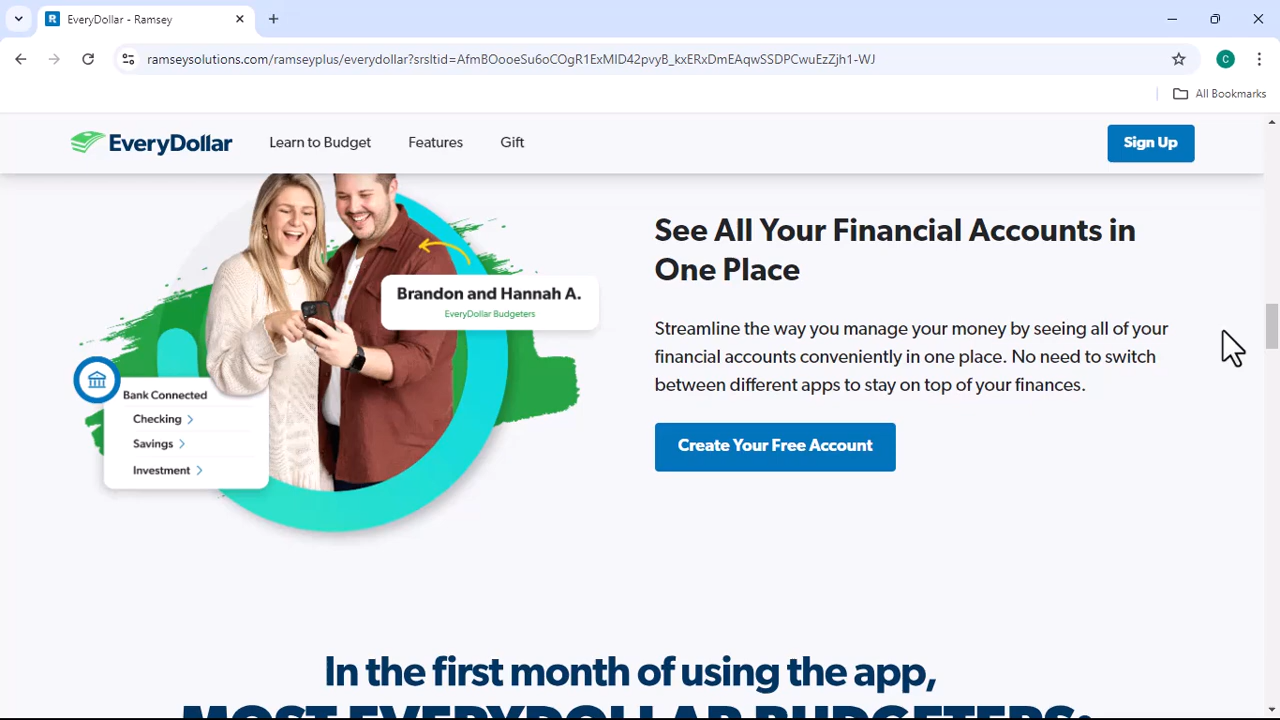 EveryDollar - Ramsey
ramseysolutions.com/ramseyplus/everydollar?srsltid=AfmBOooeSu6oCOgR1ExMID42pvyB_kxERxDmEAqwSSDPCwuEzZjh1-WJ
C
All Bookmarks
EveryDollar
Learn to Budget
Features
Gift
Sign Up
Brandon and Hannah A.
EveryDollar Budgeters
Bank Connected
Checking
Savings
Investment
See All Your Financial Accounts in
One Place
Streamline the way you manage your money by seeing all of your
financial accounts conveniently in one place. No need to switch
between different apps to stay on top of your finances.
Create Your Free Account
In the first month of using the app,
MOST EVERYDOLLAR BUDGETERS: